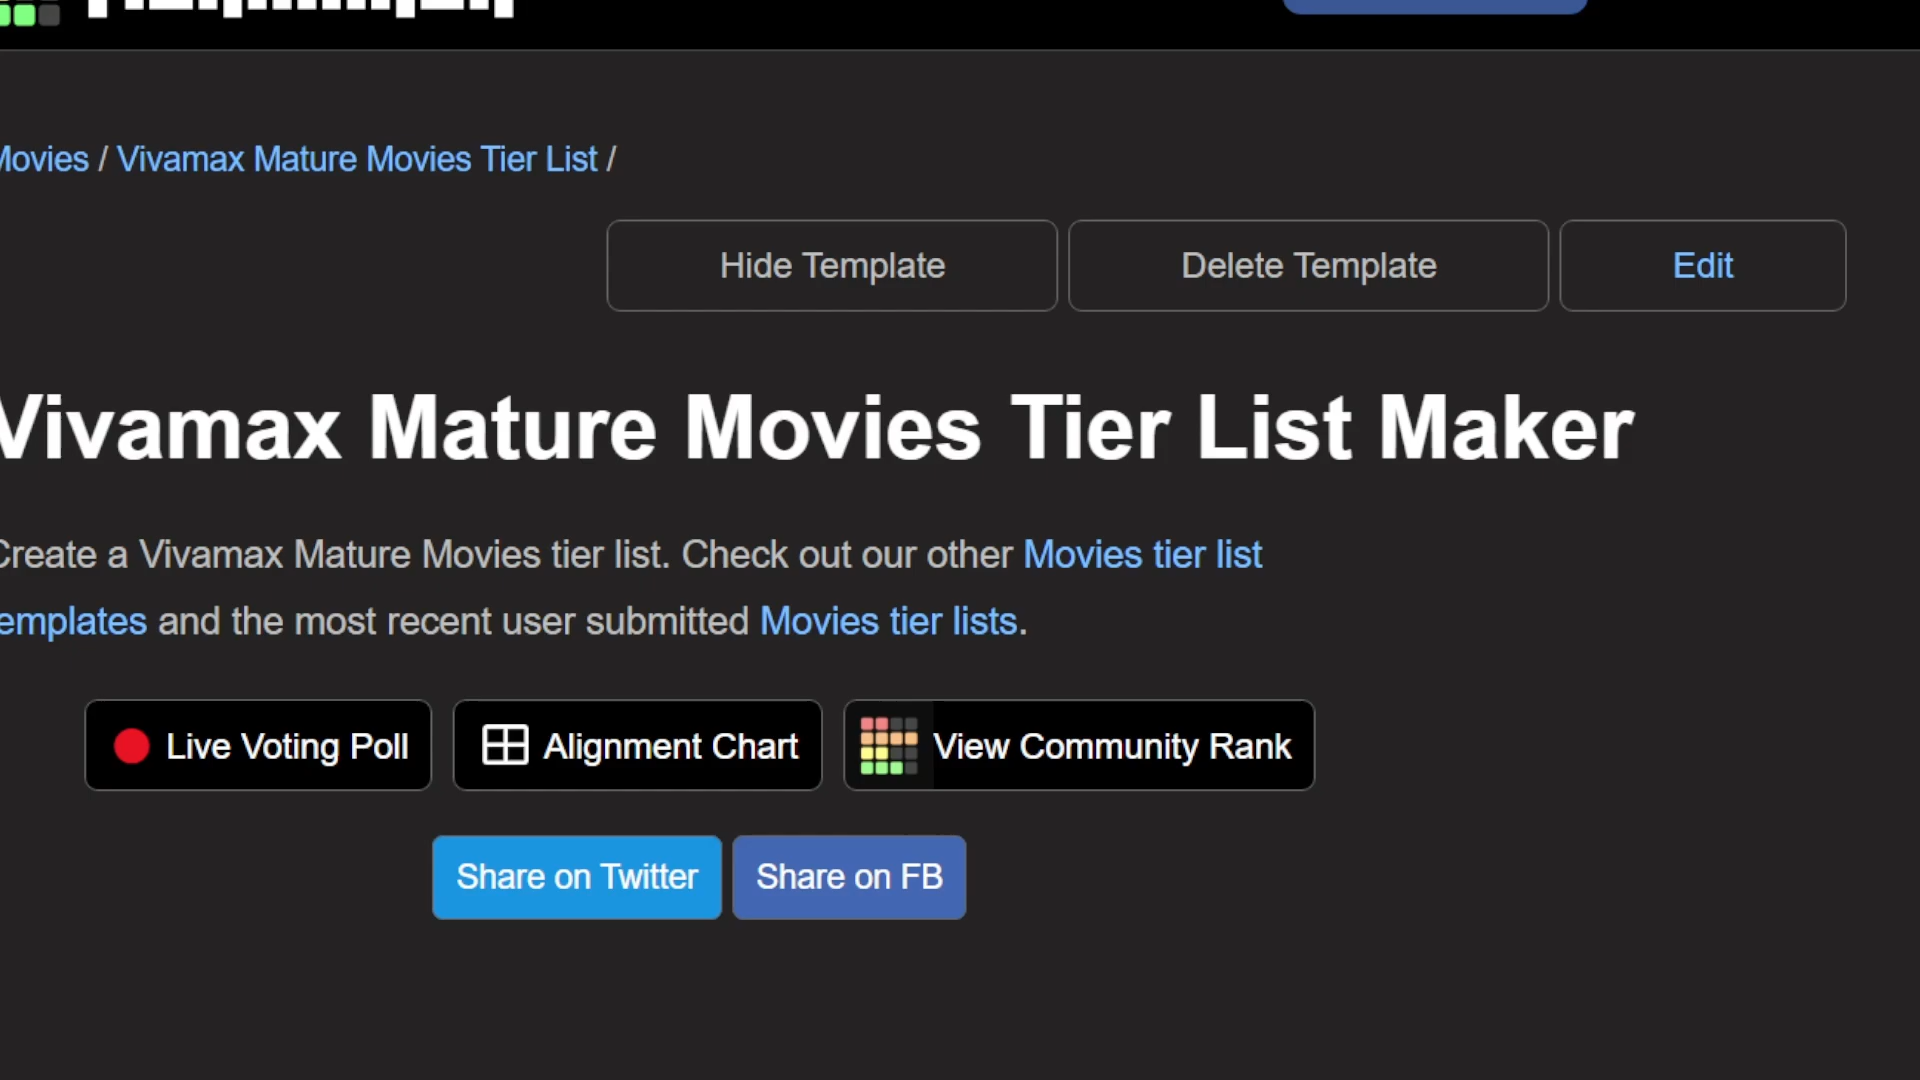 Movies / Vivamax Mature Movies Tier List /
Hide Template
Delete Template
Edit
Vivamax Mature Movies Tier List Maker
Create a Vivamax Mature Movies tier list. Check out our other Movies tier list
templates and the most recent user submitted Movies tier lists.
Live Voting Poll
Alignment Chart
View Community Rank
Share on Twitter
Share on FB